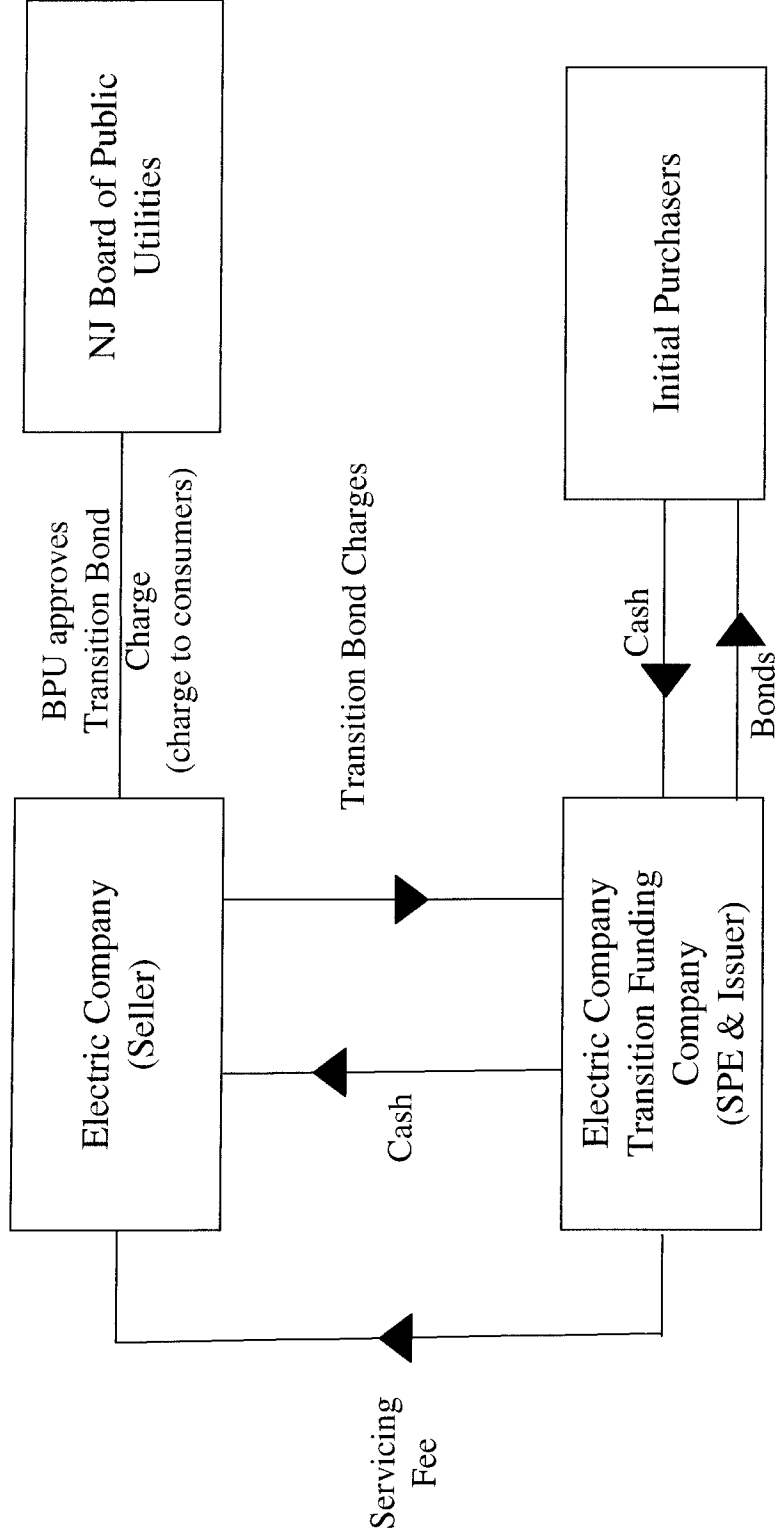 Electric Company
(Seller)
BPU approves
Transition Bond
Charge
(charge to consumers)
NJ Board of Public
Utilities
Servicing
Fee
Cash
Transition Bond Charges
Electric Company
Transition Funding
Company
(SPE & Issuer)
Cash
Bonds
Initial Purchasers